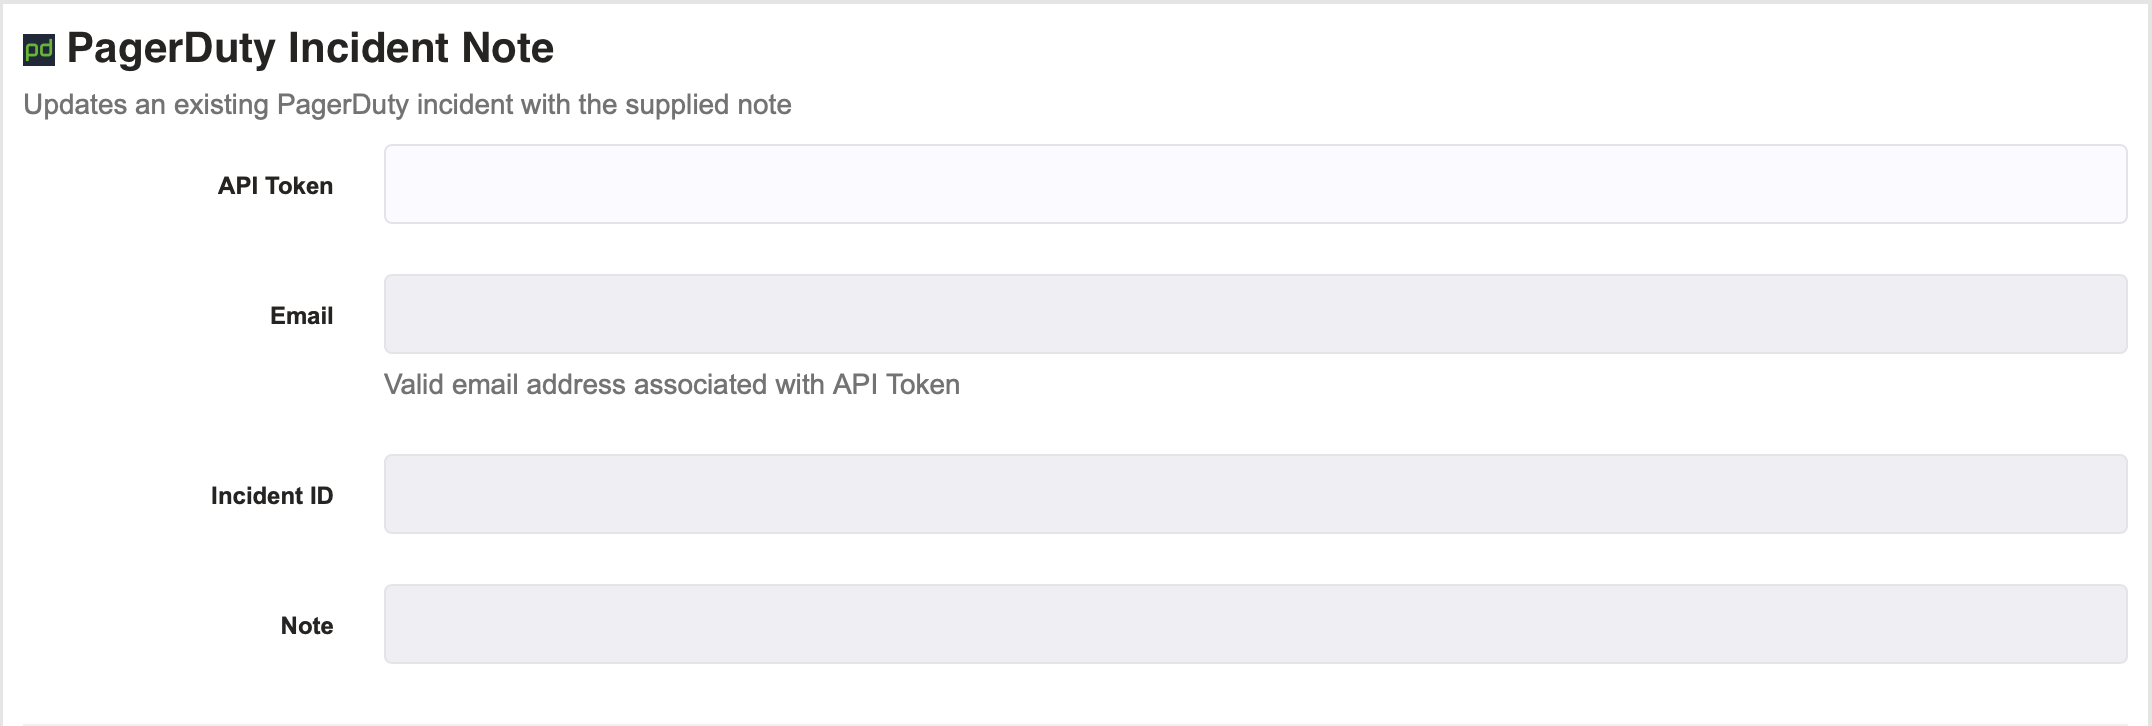 pd PagerDuty Incident Note
Updates an existing PagerDuty incident with the supplied note
API Token
Email
Valid email address associated with API Token
Incident ID
Note